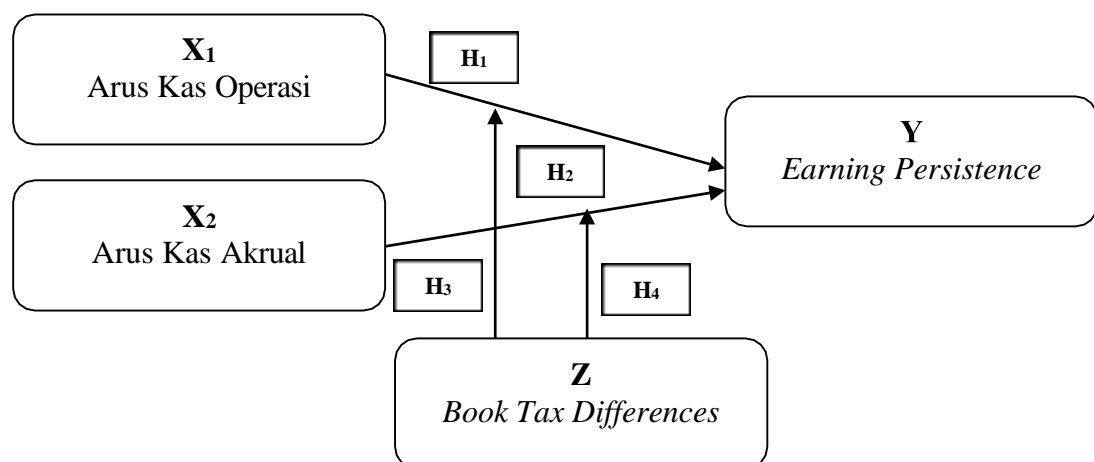 X₁
Arus Kas Operasi
H₁
Y
Earning Persistence
H₂
X₂
Arus Kas Akrual
H₃
H₄
Z
Book Tax Differences